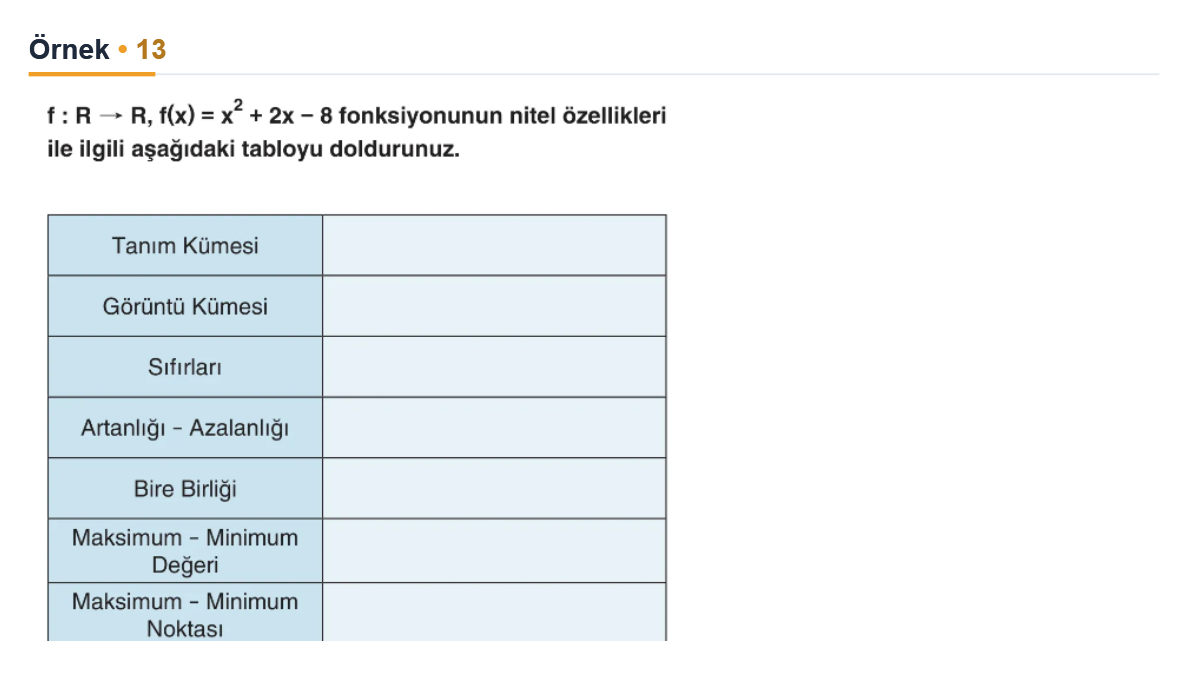 Örnek • 13
f : R → R, f(x) = x² + 2x – 8 fonksiyonunun nitel özellikleri
ile ilgili aşağıdaki tabloyu doldurunuz.
Tanım Kümesi
Görüntü Kümesi
Sıfırları
Artanlığı – Azalanlığı
Bire Birliği
Maksimum – Minimum
Değeri
Maksimum – Minimum
Noktası